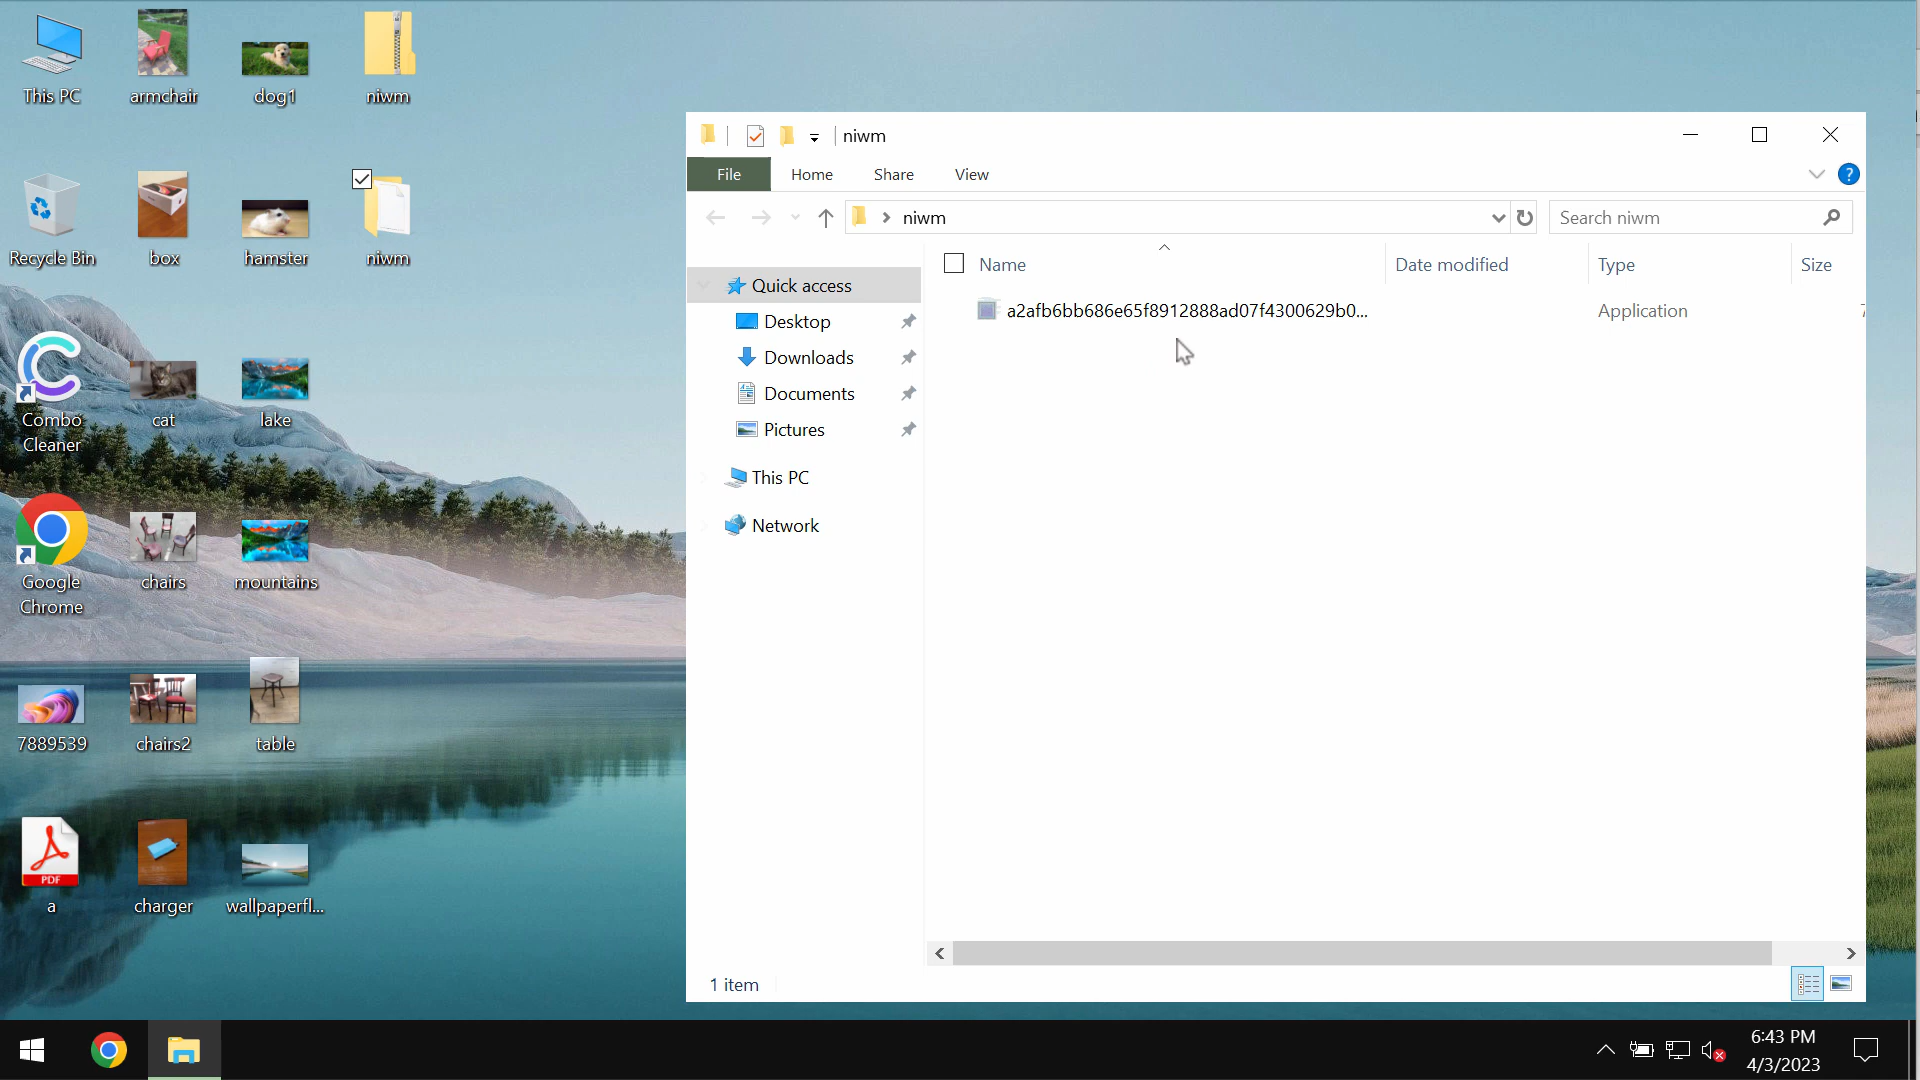 This PC
armchair
dog1
niwm
Recycle Bin
box
hamster
niwm
Combo
Cleaner
cat
lake
Google
Chrome
chairs
mountains
7889539
chairs2
table
PDF
a
charger
wallpaperfl...
niwm
File
Home
Share
View
?
niwm
Search niwm
Name
Date modified
Type
Size
Quick access
Desktop
Downloads
Documents
Pictures
This PC
Network
a2afb6bb686e65f8912888ad07f4300629b0...
Application
1 item
6:43 PM
4/3/2023